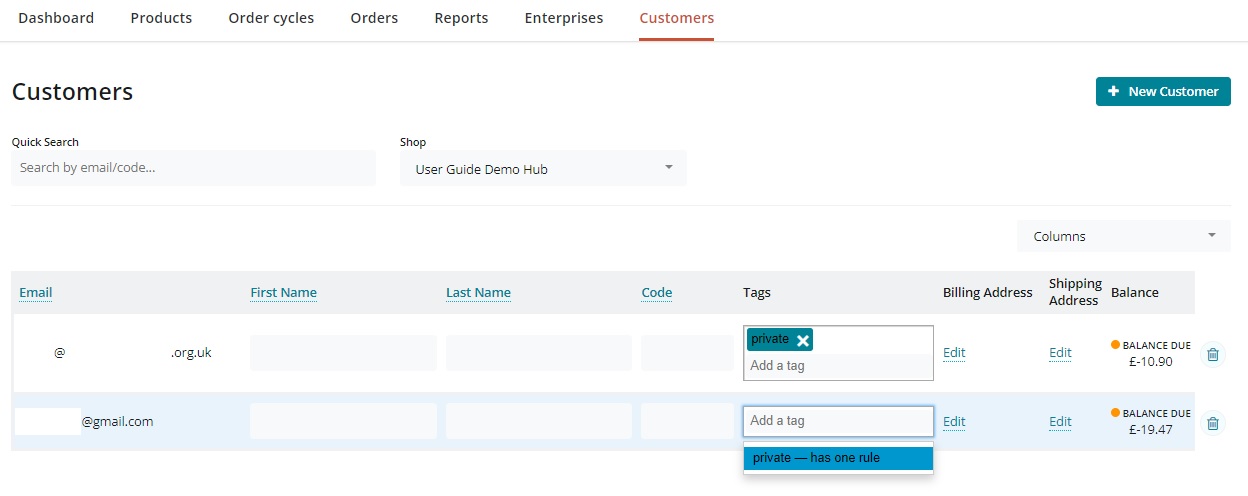 Dashboard Products Order cycles Orders Reports Enterprises Customers
Customers
+ New Customer
Quick Search
Shop
Search by email/code...
User Guide Demo Hub
Columns
Email
First Name
Last Name
Code
Tags
Billing Address
Shipping
Address
Balance
@ .org.uk
private
Add a tag
Edit
Edit
BALANCE DUE
£-10.90
@gmail.com
Add a tag
Edit
Edit
BALANCE DUE
£-19.47
private — has one rule